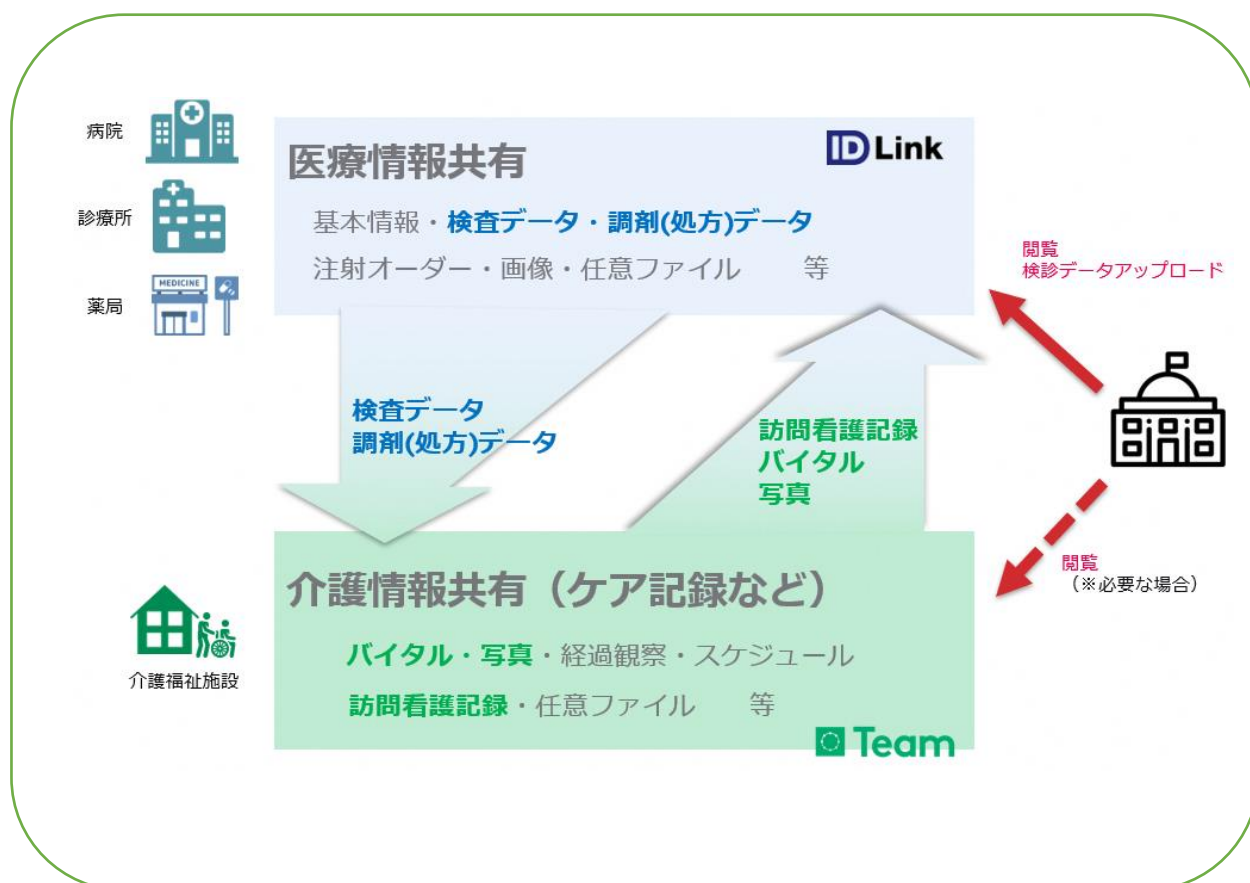 病院
診療所
MEDICINE
薬局
医療情報共有
ID Link
基本情報・検査データ・調剤(処方)データ
注射オーダー・画像・任意ファイル　　等
閲覧
検診データアップロード
検査データ
調剤(処方)データ
訪問看護記録
バイタル
写真
閲覧
（※必要な場合）
介護福祉施設
介護情報共有（ケア記録など）
バイタル・写真・経過観察・スケジュール
訪問看護記録・任意ファイル　　等
Team